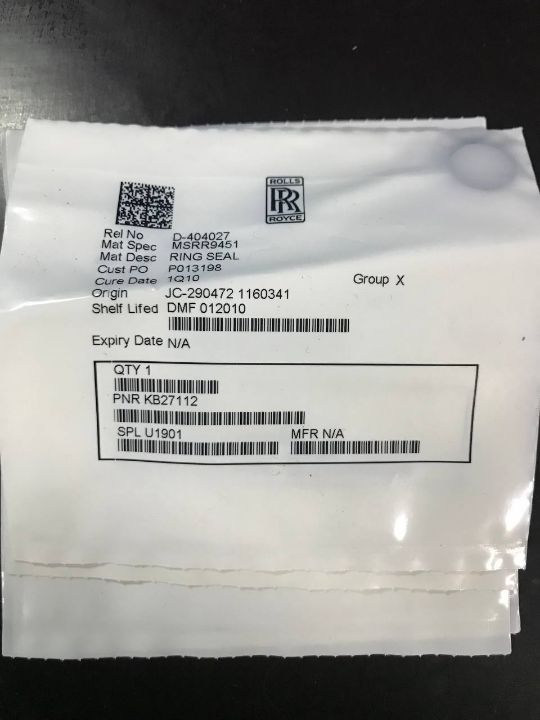 ROLLS
RR
ROYCE
Rel No D-404027
Mat Spec MSRR9451
Mat Desc RING SEAL
Cust PO P013198
Cure Date 1Q10
Group X
Origin JC-290472 1160341
Shelf Lifed DMF 012010
Expiry Date N/A
QTY 1
PNR KB27112
SPL U1901 MFR N/A